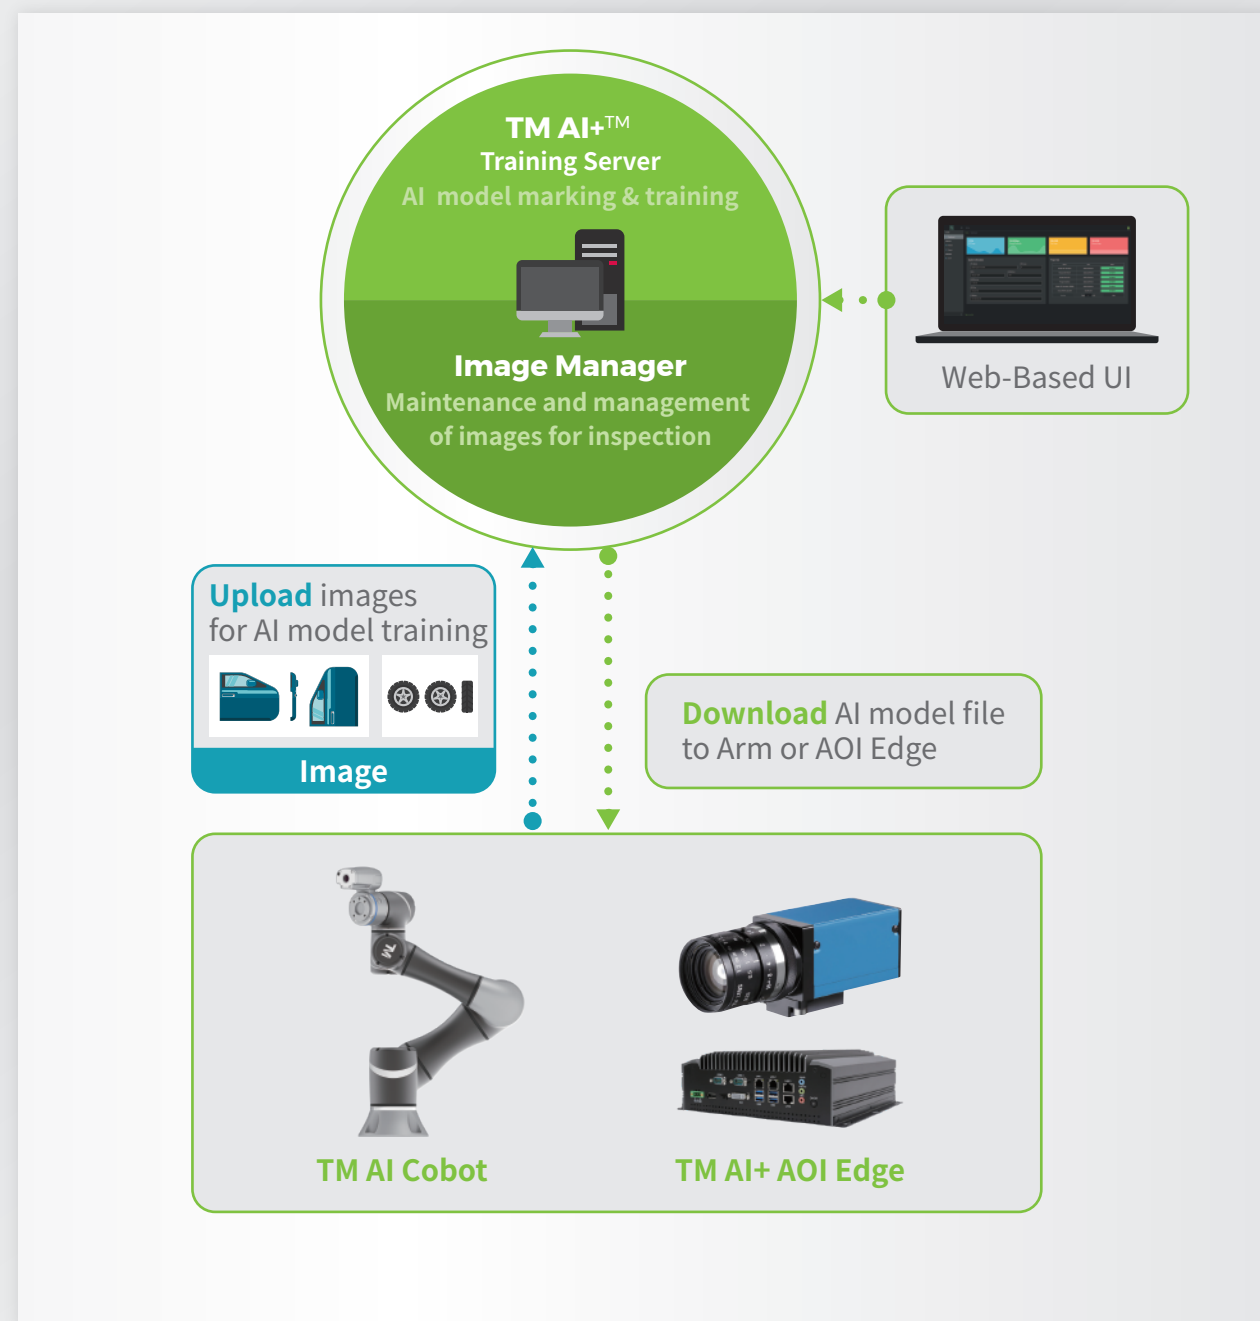 TM AI+™
Training Server
AI model marking & training
Image Manager
Maintenance and management
of images for inspection
Web-Based UI
Upload images
for AI model training
Image
Download AI model file
to Arm or AOI Edge
TM
TM AI Cobot
TM AI+ AOI Edge